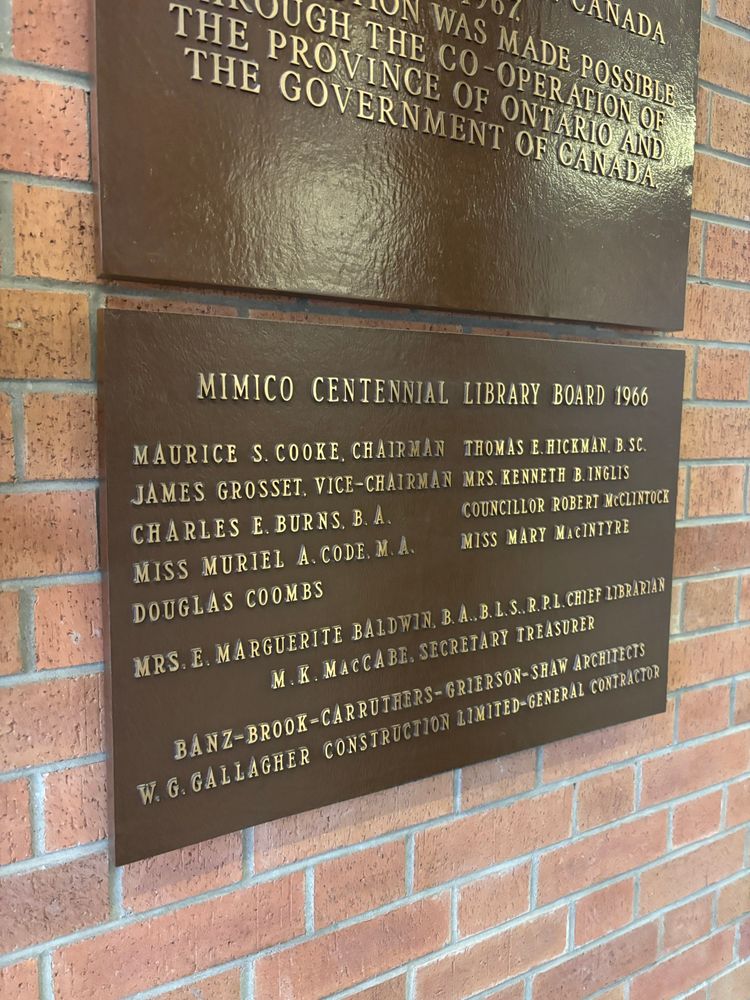 CANADA
1967.
ION WAS MADE POSSIBLE
THROUGH THE CO-OPERATION OF
THE PROVINCE OF ONTARIO AND
THE GOVERNMENT OF CANADA
MIMICO CENTENNIAL LIBRARY BOARD 1966
MAURICE S. COOKE, CHAIRMAN
JAMES GROSSET, VICE-CHAIRMAN
CHARLES E. BURNS, B. A.
MISS MURIEL A. CODE, M. A.
DOUGLAS COOMBS
THOMAS E. HICKMAN, B. SC.
MRS. KENNETH B. INGLIS
COUNCILLOR ROBERT McCLINTOCK
MISS MARY MacINTYRE
MRS. E. MARGUERITE BALDWIN, B.A., B.L.S., R.P.L. CHIEF LIBRARIAN
M. K. MacCABE, SECRETARY TREASURER
BANZ-BROOK-CARRUTHERS-GRIERSON-SHAW ARCHITECTS
W. G. GALLAGHER CONSTRUCTION LIMITED-GENERAL CONTRACTOR